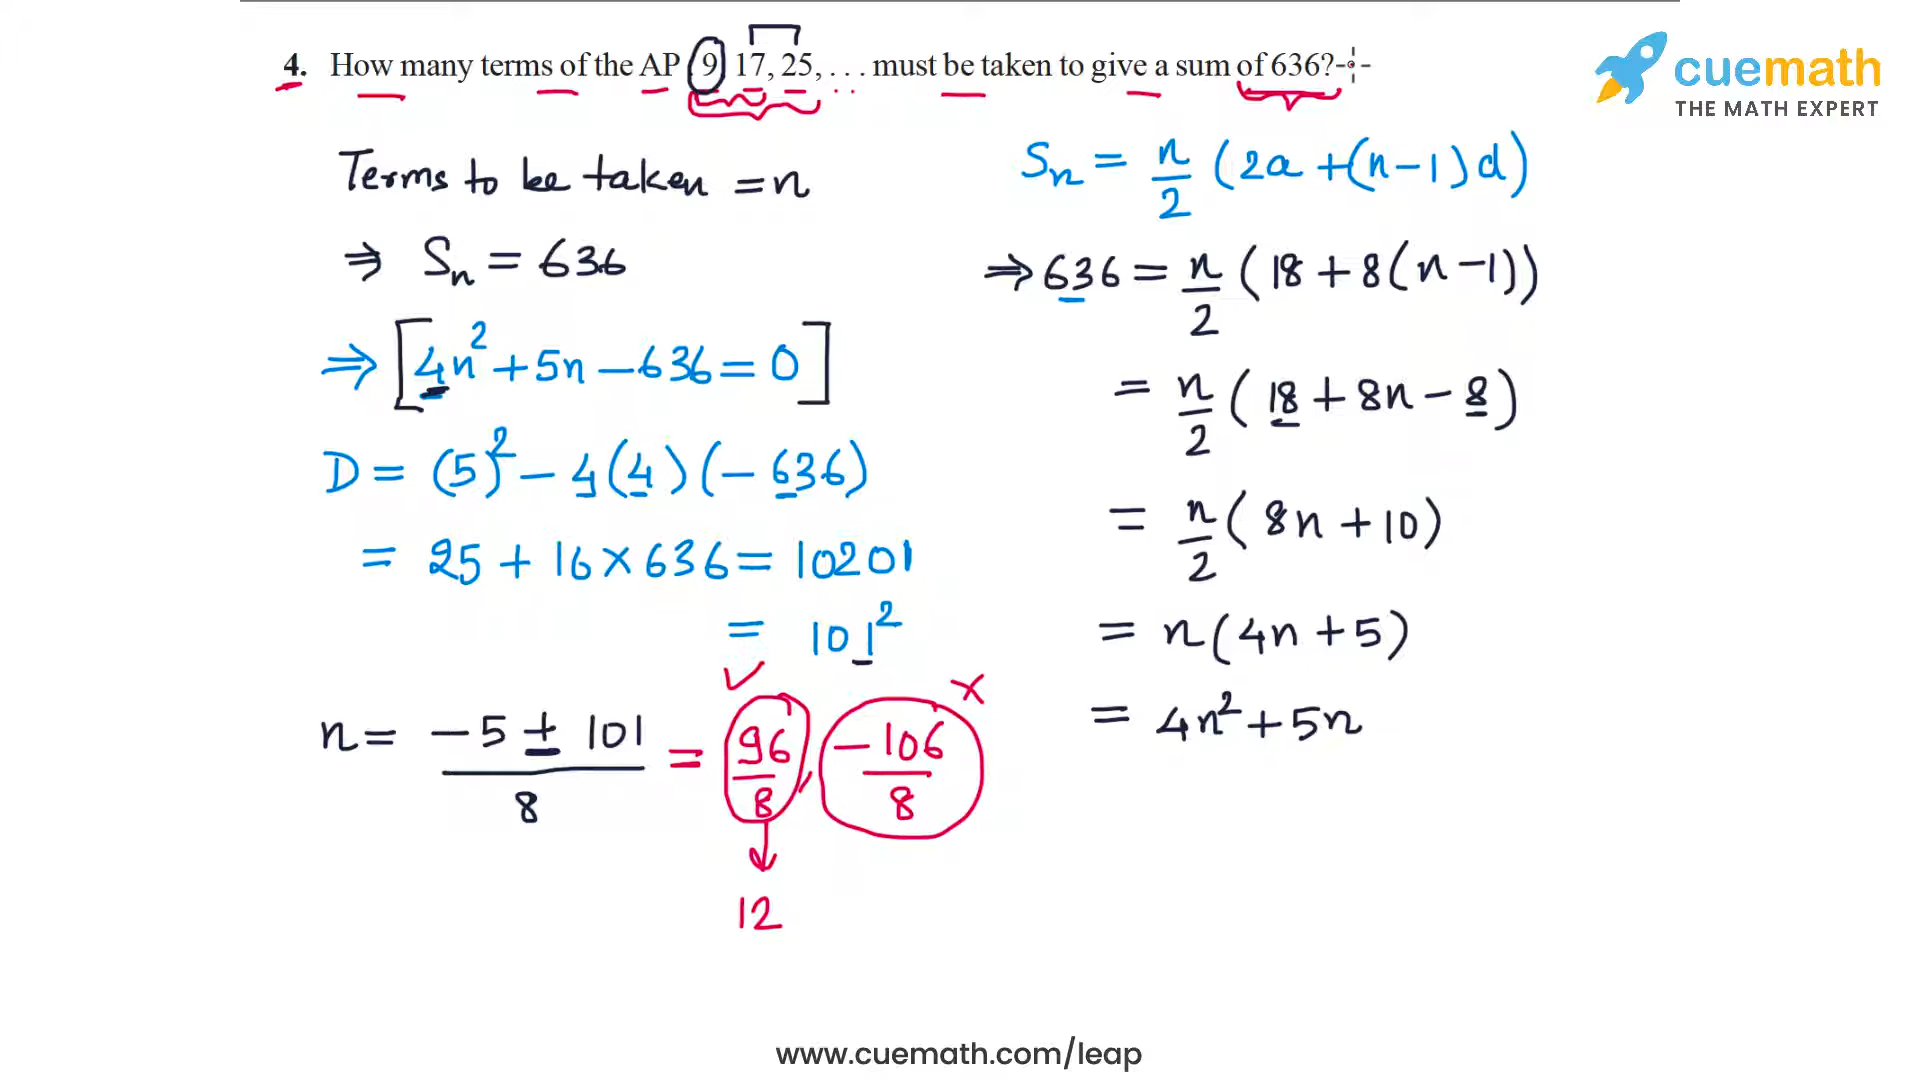 4. How many terms of the AP 9, 17, 25, . . . must be taken to give a sum of 636?
cuemath
THE MATH EXPERT
Terms to be taken = n
⇒ Sn = 636
⇒ [4n² + 5n − 636 = 0]
D = (5)² − 4(4)(−636)
= 25 + 16 × 636 = 10201
= 101²
n = (−5 ± 101)/8 = 96/8, −106/8
12
Sn = n/2 (2a + (n−1)d)
⇒ 636 = n/2 (18 + 8(n−1))
= n/2 (18 + 8n − 8)
= n/2 (8n + 10)
= n(4n + 5)
= 4n² + 5n
www.cuemath.com/leap